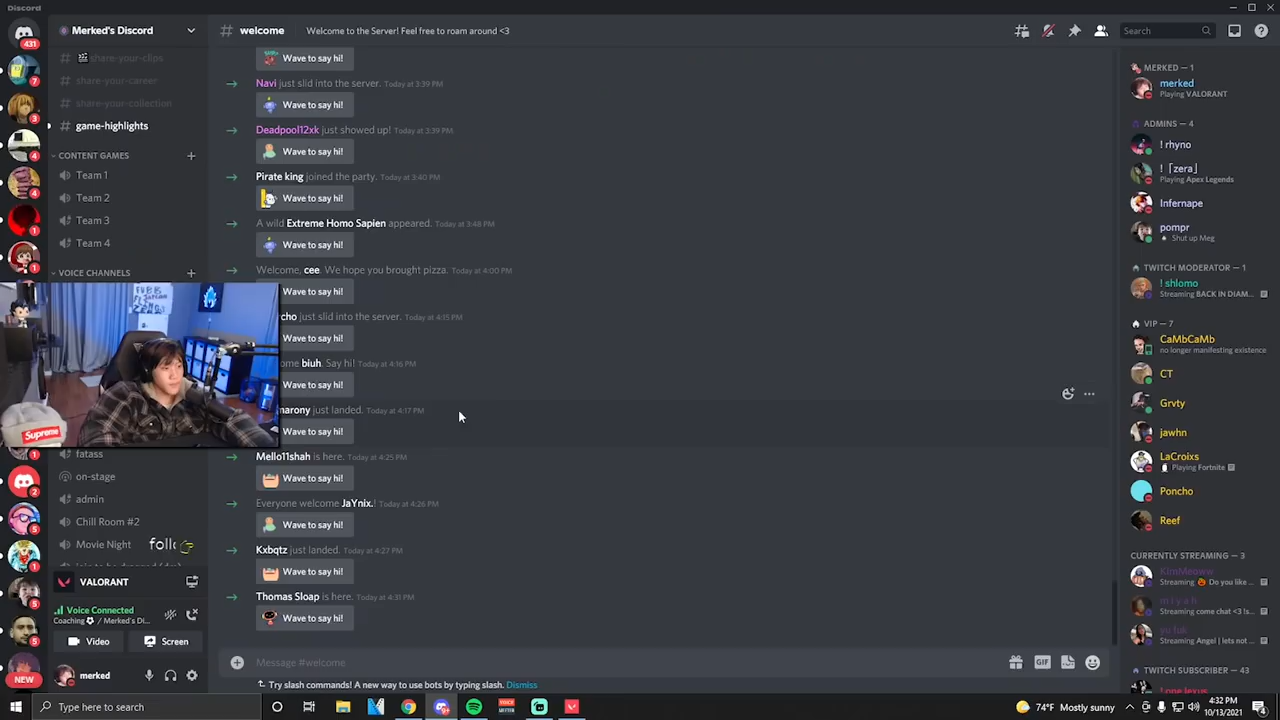 Discord
Merked's Discord
welcome
Welcome to the Server! Feel free to roam around <3
Search
431
share-your-clips
share-your-career
share-your-collection
game-highlights
CONTENT GAMES
Team 1
Team 2
Team 3
Team 4
VOICE CHANNELS
fatass
on-stage
admin
Chill Room #2
Movie Night
follc
VALORANT
Voice Connected
Coaching ⚽ / Merked's Di...
Video
Screen
merked
NEW
Wave to say hi!
Navi just slid into the server. Today at 3:39 PM
Wave to say hi!
Deadpool12xk just showed up! Today at 3:39 PM
Wave to say hi!
Pirate king joined the party. Today at 3:40 PM
Wave to say hi!
A wild Extreme Homo Sapien appeared. Today at 3:48 PM
Wave to say hi!
Welcome, cee. We hope you brought pizza. Today at 4:00 PM
Wave to say hi!
cho just slid into the server. Today at 4:15 PM
Wave to say hi!
ome biuh. Say hi! Today at 4:16 PM
Wave to say hi!
marony just landed. Today at 4:17 PM
Wave to say hi!
Mello11shah is here. Today at 4:25 PM
Wave to say hi!
Everyone welcome JaYnix.! Today at 4:26 PM
Wave to say hi!
Kxbqtz just landed. Today at 4:27 PM
Wave to say hi!
Thomas Sloap is here. Today at 4:31 PM
Wave to say hi!
Message #welcome
GIF
Try slash commands! A new way to use bots by typing slash. Dismiss
Supreme
MERKED — 1
merked
Playing VALORANT
ADMINS — 4
! rhyno
!「zera」
Playing Apex Legends
Infernape
pompr
Shut up Meg
TWITCH MODERATOR — 1
! shlomo
Streaming BACK IN DIAM...
VIP — 7
CaMbCaMb
no longer manifesting existence
CT
Grvty
jawhn
LaCroixs
Playing Fortnite
Poncho
Reef
CURRENTLY STREAMING — 3
KimMeoww
Streaming 🎃 Do you like ...
m i y a h
Streaming come chat <3 !s...
yu fuk
Streaming Angel | lets not ...
TWITCH SUBSCRIBER — 43
! one lexus
Type here to search
74°F Mostly sunny
4:32 PM
10/13/2021